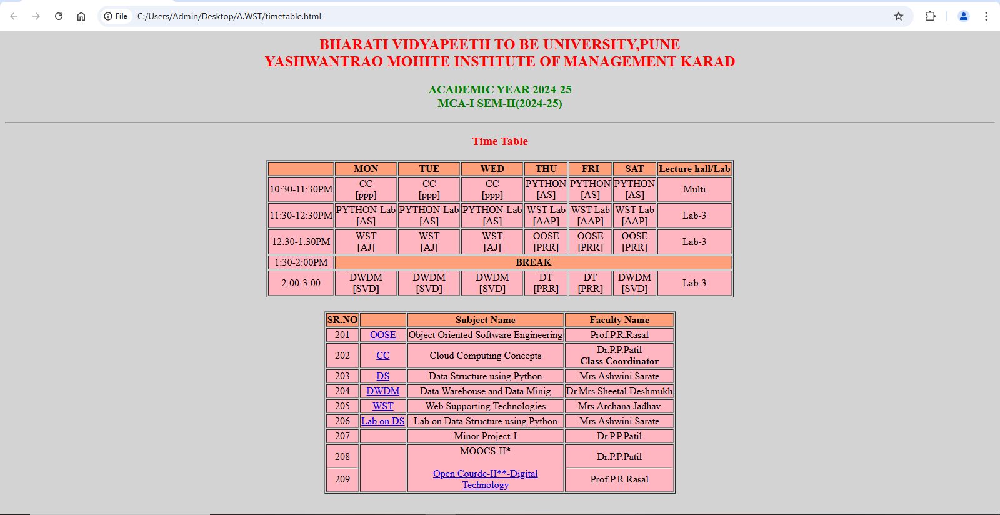 File C:/Users/Admin/Desktop/A.WST/timetable.html
BHARATI VIDYAPEETH TO BE UNIVERSITY,PUNE
YASHWANTRAO MOHITE INSTITUTE OF MANAGEMENT KARAD
ACADEMIC YEAR 2024-25
MCA-I SEM-II(2024-25)
Time Table
MON TUE WED THU FRI SAT Lecture hall/Lab
10:30-11:30PM CC CC CC PYTHON PYTHON PYTHON Multi
[ppp] [ppp] [ppp] [AS] [AS] [AS]
11:30-12:30PM PYTHON-Lab PYTHON-Lab PYTHON-Lab WST Lab WST Lab WST Lab Lab-3
[AS] [AS] [AS] [AAP] [AAP] [AAP]
12:30-1:30PM WST WST WST OOSE OOSE OOSE Lab-3
[AJ] [AJ] [AJ] [PRR] [PRR] [PRR]
1:30-2:00PM BREAK
2:00-3:00 DWDM DWDM DWDM DT DT DWDM Lab-3
[SVD] [SVD] [SVD] [PRR] [PRR] [SVD]
SR.NO Subject Name Faculty Name
201 OOSE Object Oriented Software Engineering Prof.P.R.Rasal
202 CC Cloud Computing Concepts Dr.P.P.Patil
Class Coordinator
203 DS Data Structure using Python Mrs.Ashwini Sarate
204 DWDM Data Warehouse and Data Minig Dr.Mrs.Sheetal Deshmukh
205 WST Web Supporting Technologies Mrs.Archana Jadhav
206 Lab on DS Lab on Data Structure using Python Mrs.Ashwini Sarate
207 Minor Project-I Dr.P.P.Patil
208 MOOCS-II* Dr.P.P.Patil
209 Open Courde-II**-Digital Prof.P.R.Rasal
Technology